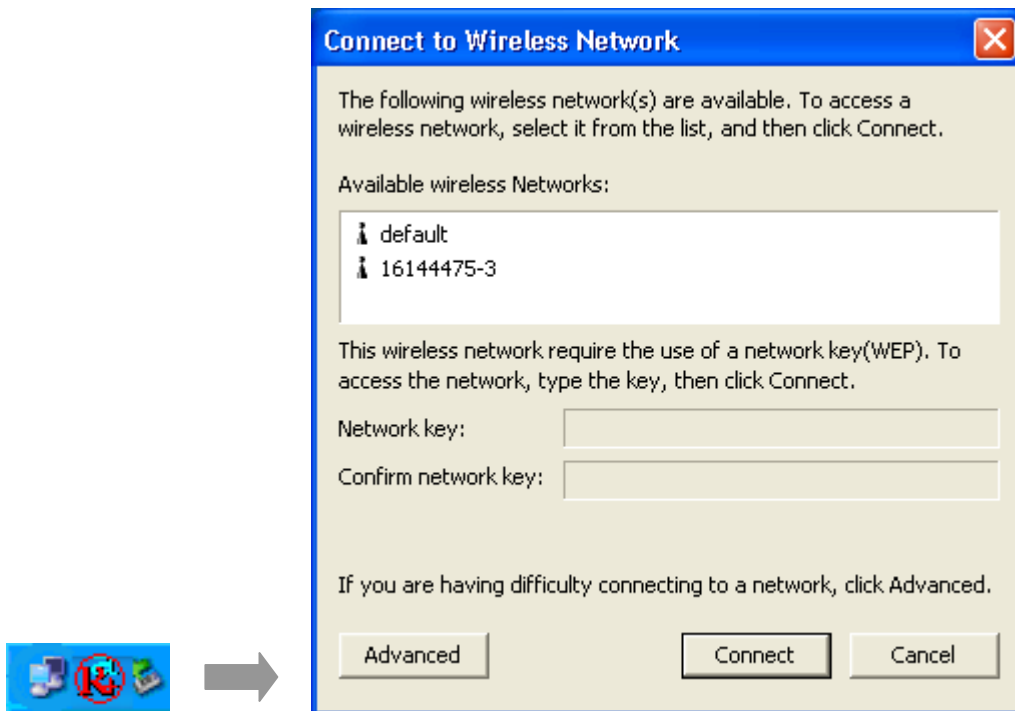 Connect to Wireless Network
The following wireless network(s) are available. To access a
wireless network, select it from the list, and then click Connect.
Available wireless Networks:
default
16144475-3
This wireless network require the use of a network key(WEP). To
access the network, type the key, then click Connect.
Network key:
Confirm network key:
If you are having difficulty connecting to a network, click Advanced.
Advanced Connect Cancel